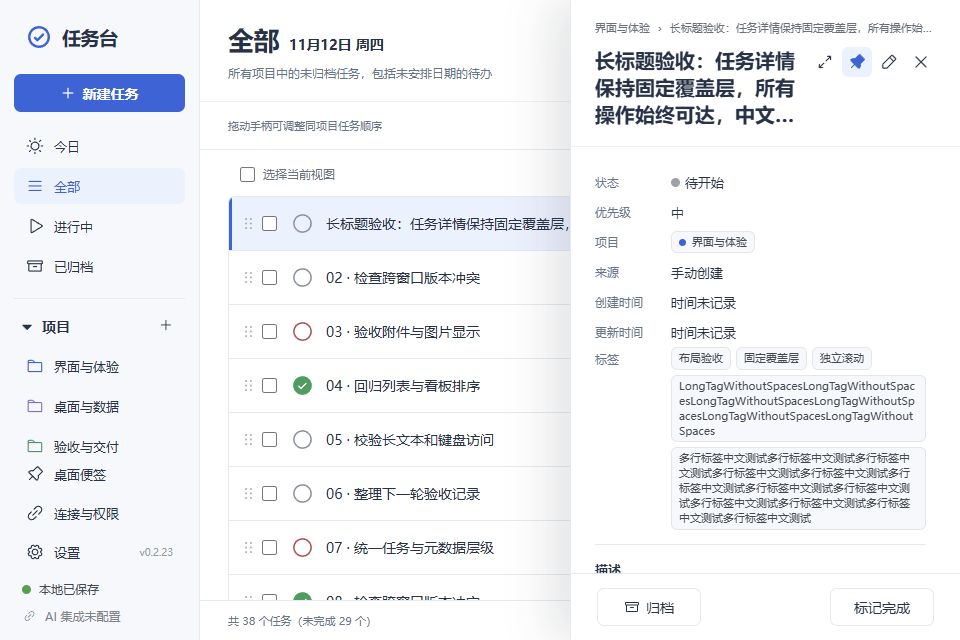 任务台
+ 新建任务
今日
全部
进行中
已归档
项目
界面与体验
桌面与数据
验收与交付
桌面便签
连接与权限
设置 v0.2.23
本地已保存
AI 集成未配置
全部 11月12日 周四
所有项目中的未归档任务，包括未安排日期的待办
拖动手柄可调整同项目任务顺序
选择当前视图
长标题验收：任务详情保持固定覆盖层，
02 · 检查跨窗口版本冲突
03 · 验收附件与图片显示
04 · 回归列表与看板排序
05 · 校验长文本和键盘访问
06 · 整理下一轮验收记录
07 · 统一任务与元数据层级
08 · 检查跨窗口版本冲突
共 38 个任务（未完成 29 个）
界面与体验 › 长标题验收：任务详情保持固定覆盖层，所有操作始...
长标题验收：任务详情
保持固定覆盖层，所有
操作始终可达，中文...
状态 待开始
优先级 中
项目 界面与体验
来源 手动创建
创建时间 时间未记录
更新时间 时间未记录
标签 布局验收 固定覆盖层 独立滚动
LongTagWithoutSpacesLongTagWithoutSpac
esLongTagWithoutSpacesLongTagWithoutSp
acesLongTagWithoutSpacesLongTagWithout
Spaces
多行标签中文测试多行标签中文测试多行标签中
文测试多行标签中文测试多行标签中文测试多行
标签中文测试多行标签中文测试多行标签中文测
试多行标签中文测试多行标签中文测试多行标签
中文测试多行标签中文测试
描述
归档
标记完成